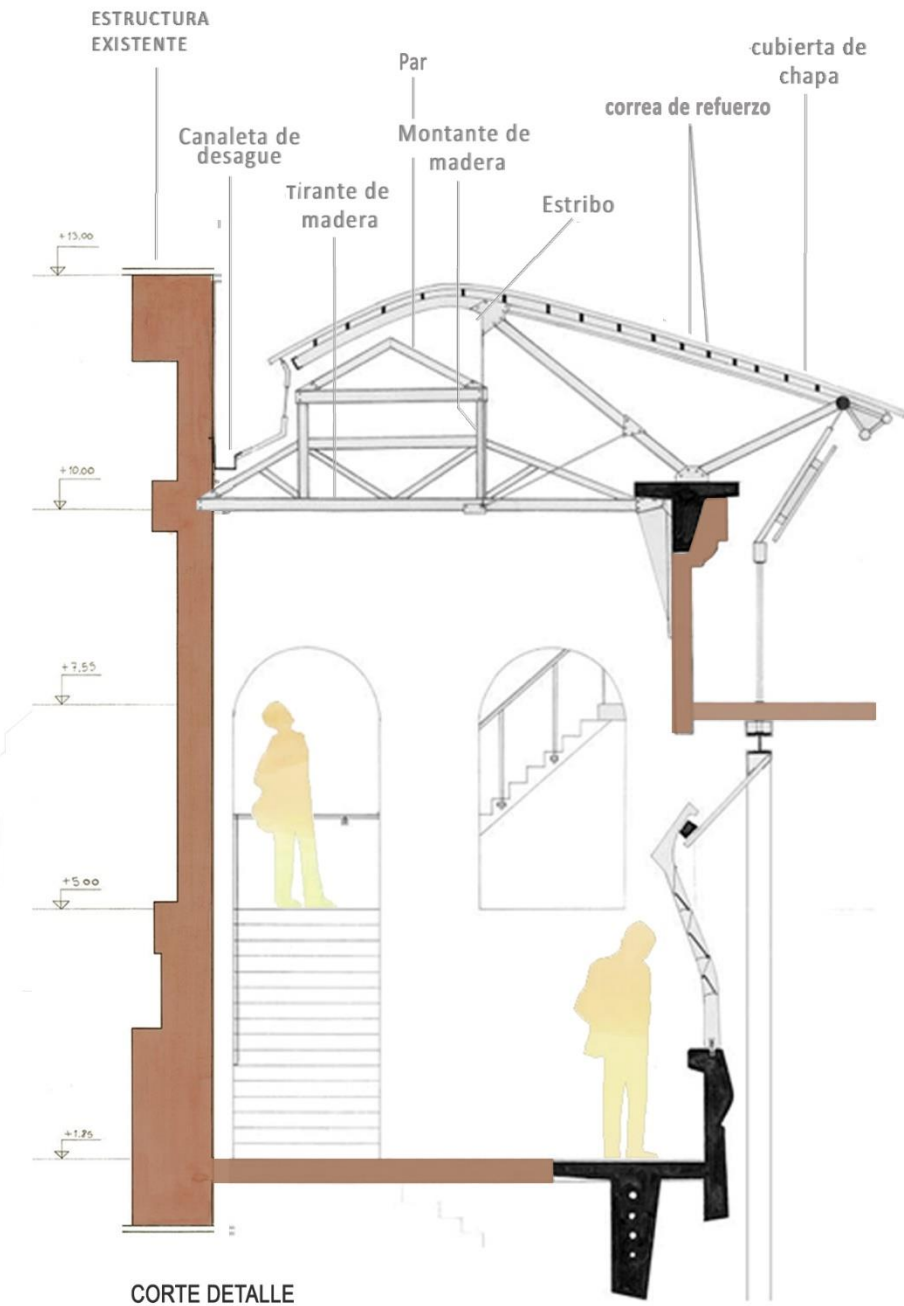 ESTRUCTURA
EXISTENTE
Canaleta de
desague
Tirante de
madera
Par
Montante de
madera
Estribo
correa de refuerzo
cubierta de
chapa
+13.00
+10.00
+7.55
+5.00
+1.85
CORTE DETALLE